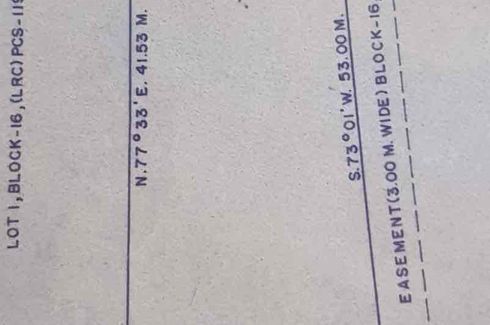 LOT 1, BLOCK-16, (LRC) PCS-119
N. 77° 33' E. 41.53 M.
S. 73° 01' W. 53.00 M.
EASEMENT (3.00 M. WIDE) BLOCK-16,